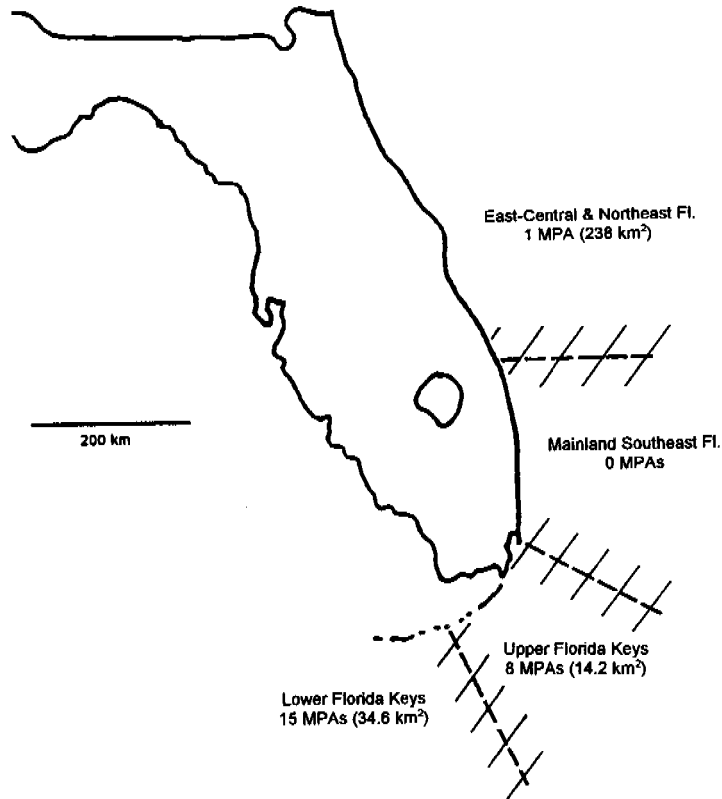 East-Central & Northeast Fl.
1 MPA (238 km²)
200 km
Mainland Southeast Fl.
0 MPAs
Upper Florida Keys
8 MPAs (14.2 km²)
Lower Florida Keys
15 MPAs (34.6 km²)